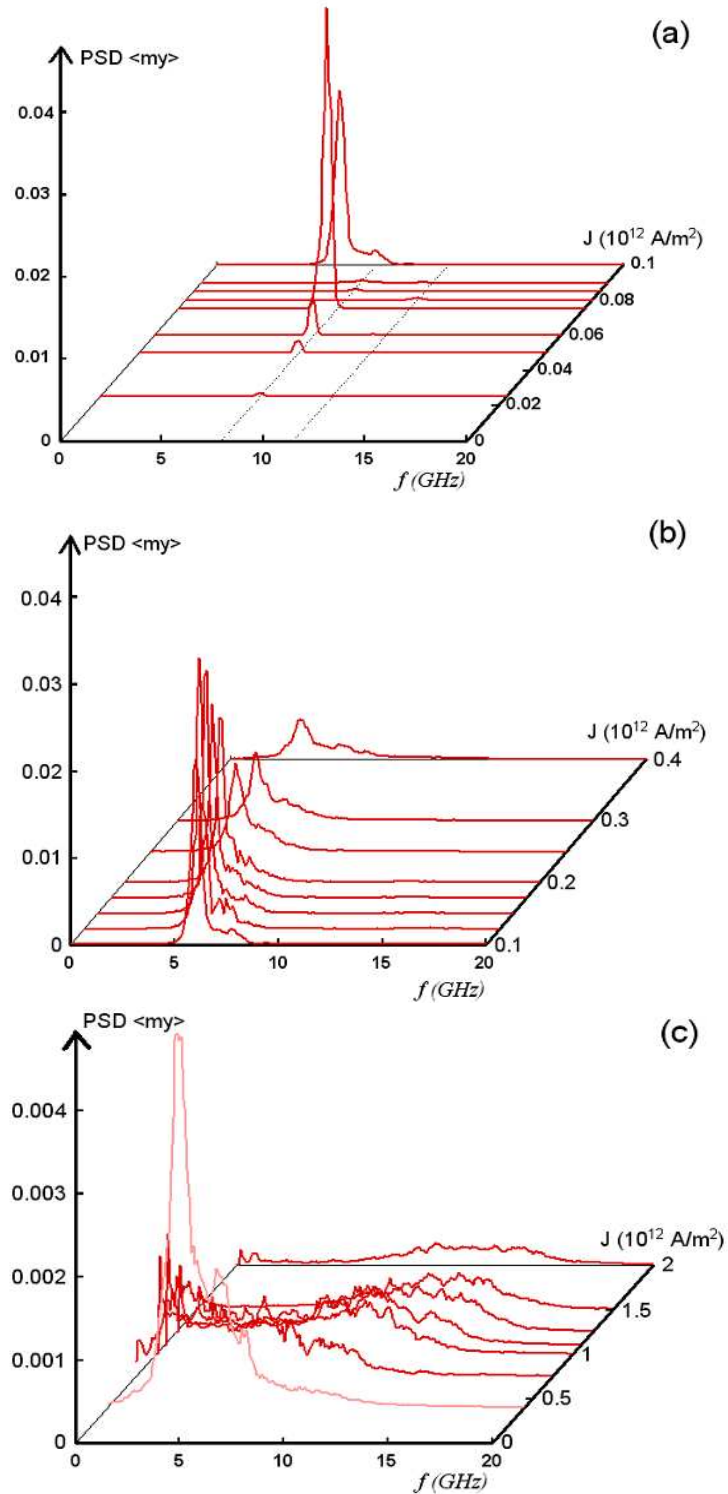 (a)
PSD <my>
0.04
0.03
0.02
0.01
0
J (10¹² A/m²)
0.1
0.08
0.06
0.04
0.02
0
0 5 10 15 20
f (GHz)
(b)
PSD <my>
0.04
0.03
0.02
0.01
0
J (10¹² A/m²)
0.4
0.3
0.2
0.1
0 5 10 15 20
f (GHz)
(c)
PSD <my>
0.004
0.003
0.002
0.001
0
J (10¹² A/m²)
2
1.5
1
0.5
0
0 5 10 15 20
f (GHz)